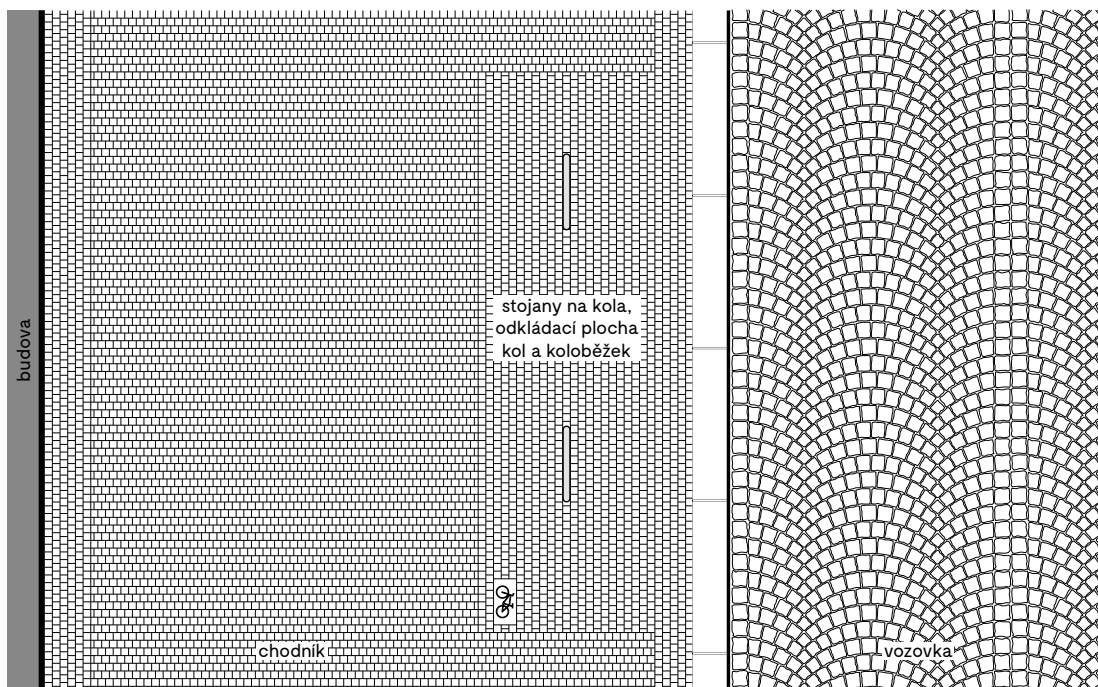 budova
stojany na kola,
odkládací plocha
kol a koloběžek
chodník
vozovka